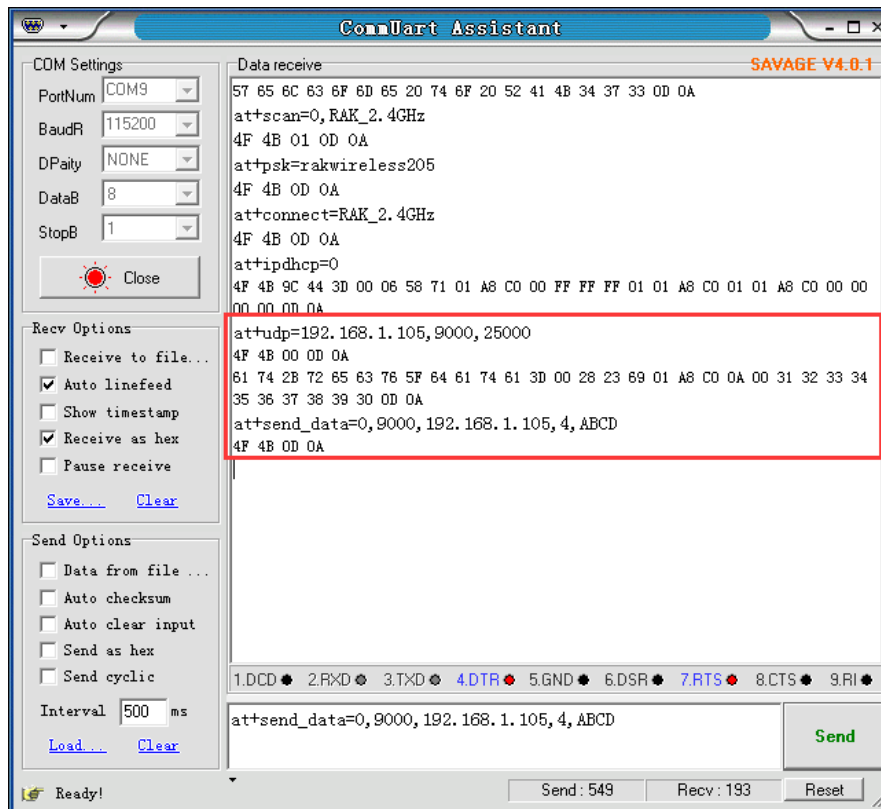 CommUart Assistant
COM Settings
PortNum COM9
BaudR 115200
DPaity NONE
DataB 8
StopB 1
Close
Recv Options
Receive to file...
Auto linefeed
Show timestamp
Receive as hex
Pause receive
Save... Clear
Send Options
Data from file ...
Auto checksum
Auto clear input
Send as hex
Send cyclic
Interval 500 ms
Load... Clear
Data receive SAVAGE V4.0.1
57 65 6C 63 6F 6D 65 20 74 6F 20 52 41 4B 34 37 33 0D 0A
at+scan=0,RAK_2.4GHz
4F 4B 01 0D 0A
at+psk=rakwireless205
4F 4B 0D 0A
at+connect=RAK_2.4GHz
4F 4B 0D 0A
at+ipdhcp=0
4F 4B 9C 44 3D 00 06 58 71 01 A8 C0 00 FF FF FF 01 01 A8 C0 01 01 A8 C0 00 00
00 00 0D 0A
at+udp=192.168.1.105,9000,25000
4F 4B 00 0D 0A
61 74 2B 72 65 63 76 5F 64 61 74 61 3D 00 28 23 69 01 A8 C0 0A 00 31 32 33 34
35 36 37 38 39 30 0D 0A
at+send_data=0,9000,192.168.1.105,4,ABCD
4F 4B 0D 0A
1.DCD 2.RXD 3.TXD 4.DTR 5.GND 6.DSR 7.RTS 8.CTS 9.RI
at+send_data=0,9000,192.168.1.105,4,ABCD
Send
Ready! Send : 549 Recv : 193 Reset